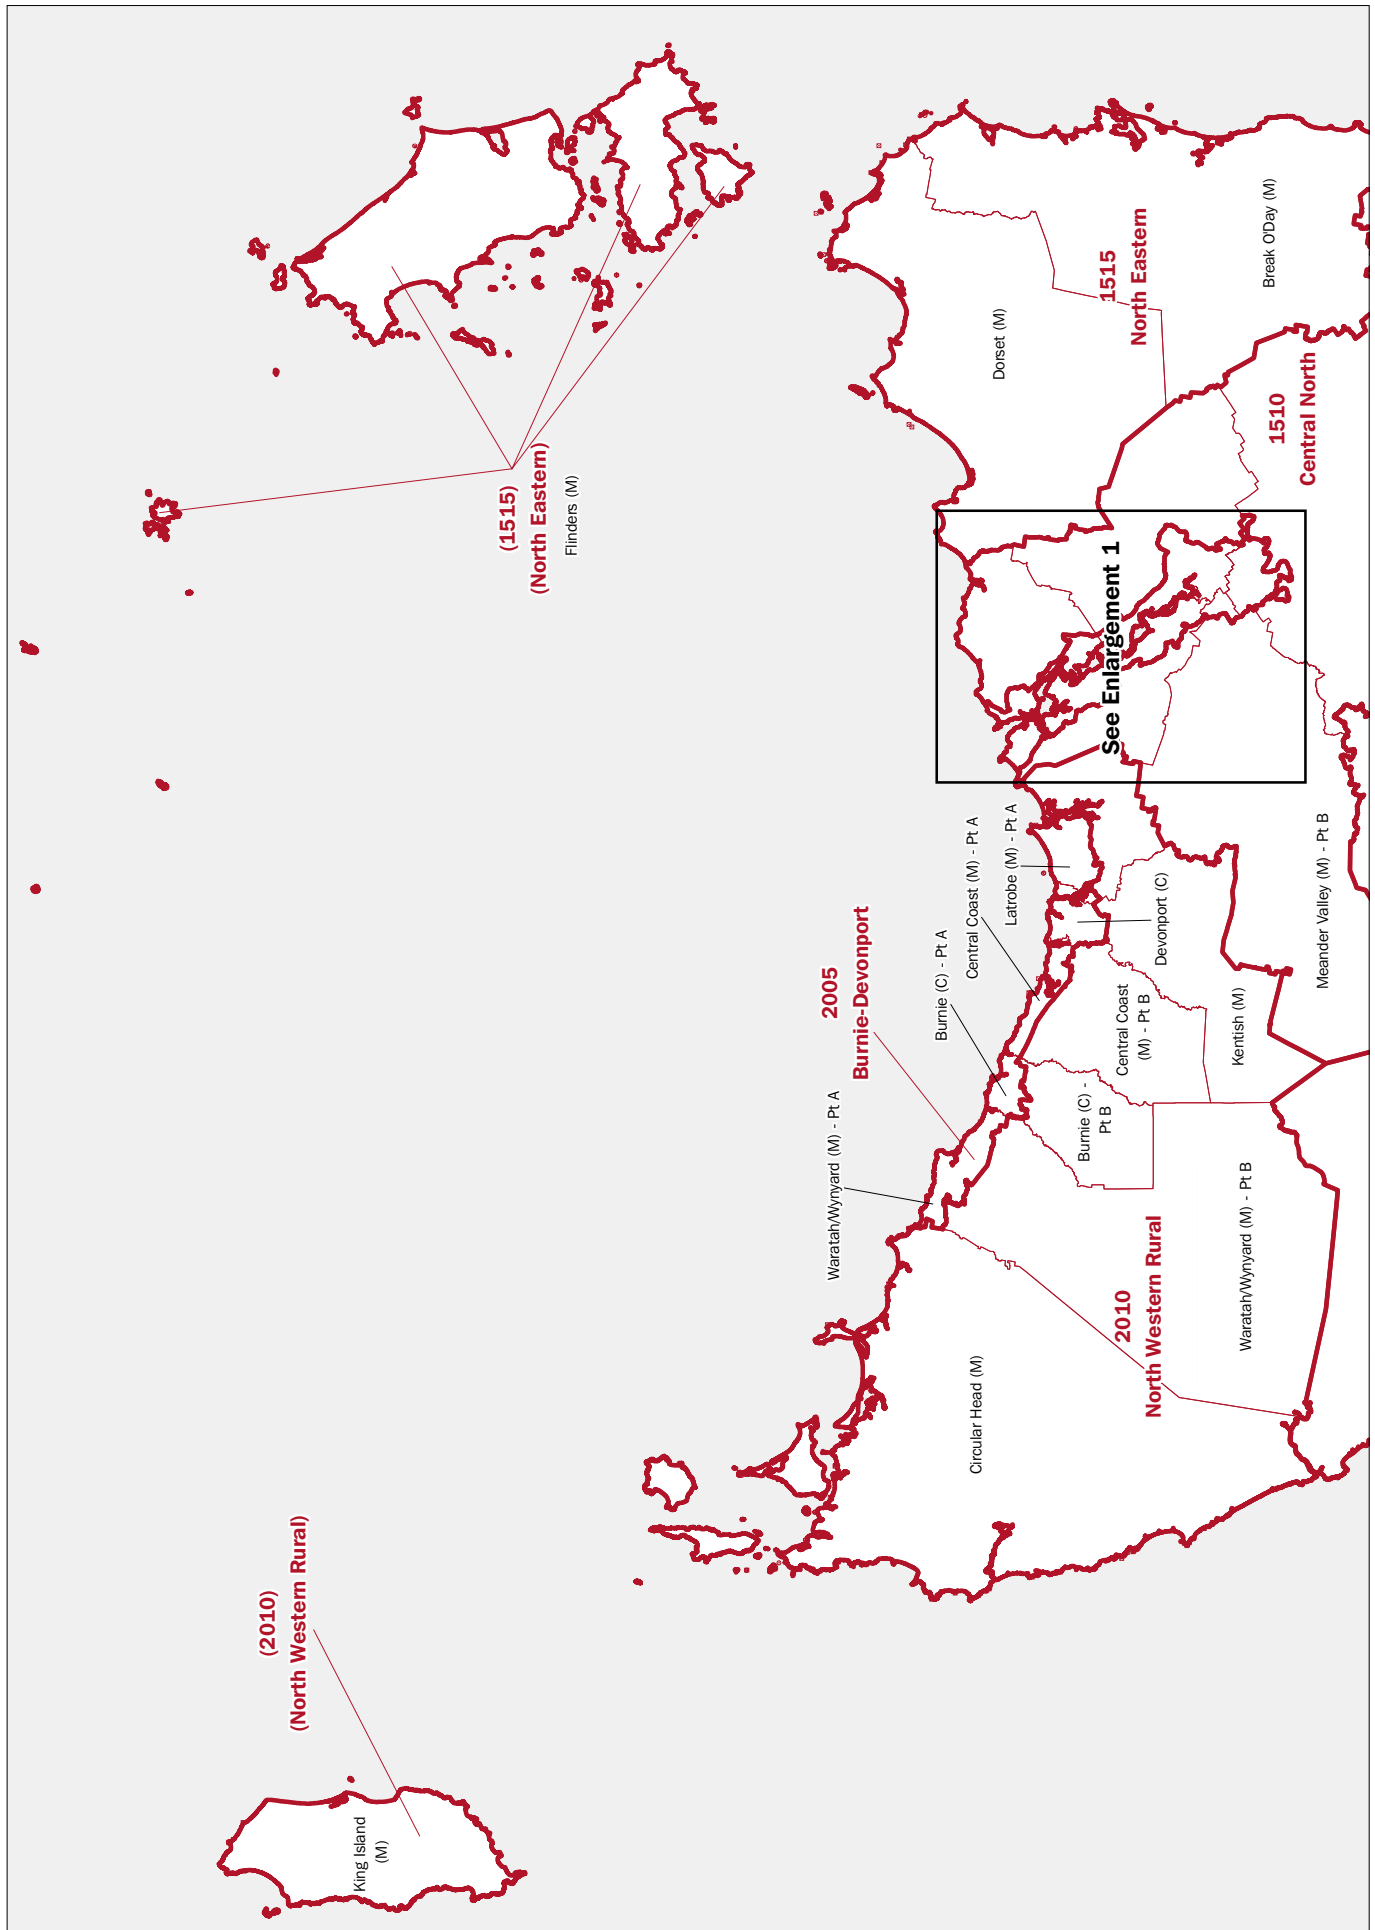 (1515)
(North Eastern)
Flinders (M)
(2010)
(North Western Rural)
King Island
(M)
2005
Burnie-Devonport
Waratah/Wynyard (M) - Pt A
Burnie (C) - Pt A
Central Coast (M) - Pt A
Latrobe (M) - Pt A
Dorset (M)
1515
North Eastern
Break O'Day (M)
1510
Central North
See Enlargement 1
Circular Head (M)
2010
North Western Rural
Waratah/Wynyard (M) - Pt B
Burnie (C) -
Pt B
Central Coast
(M) - Pt B
Devonport (C)
Kentish (M)
Meander Valley (M) - Pt B